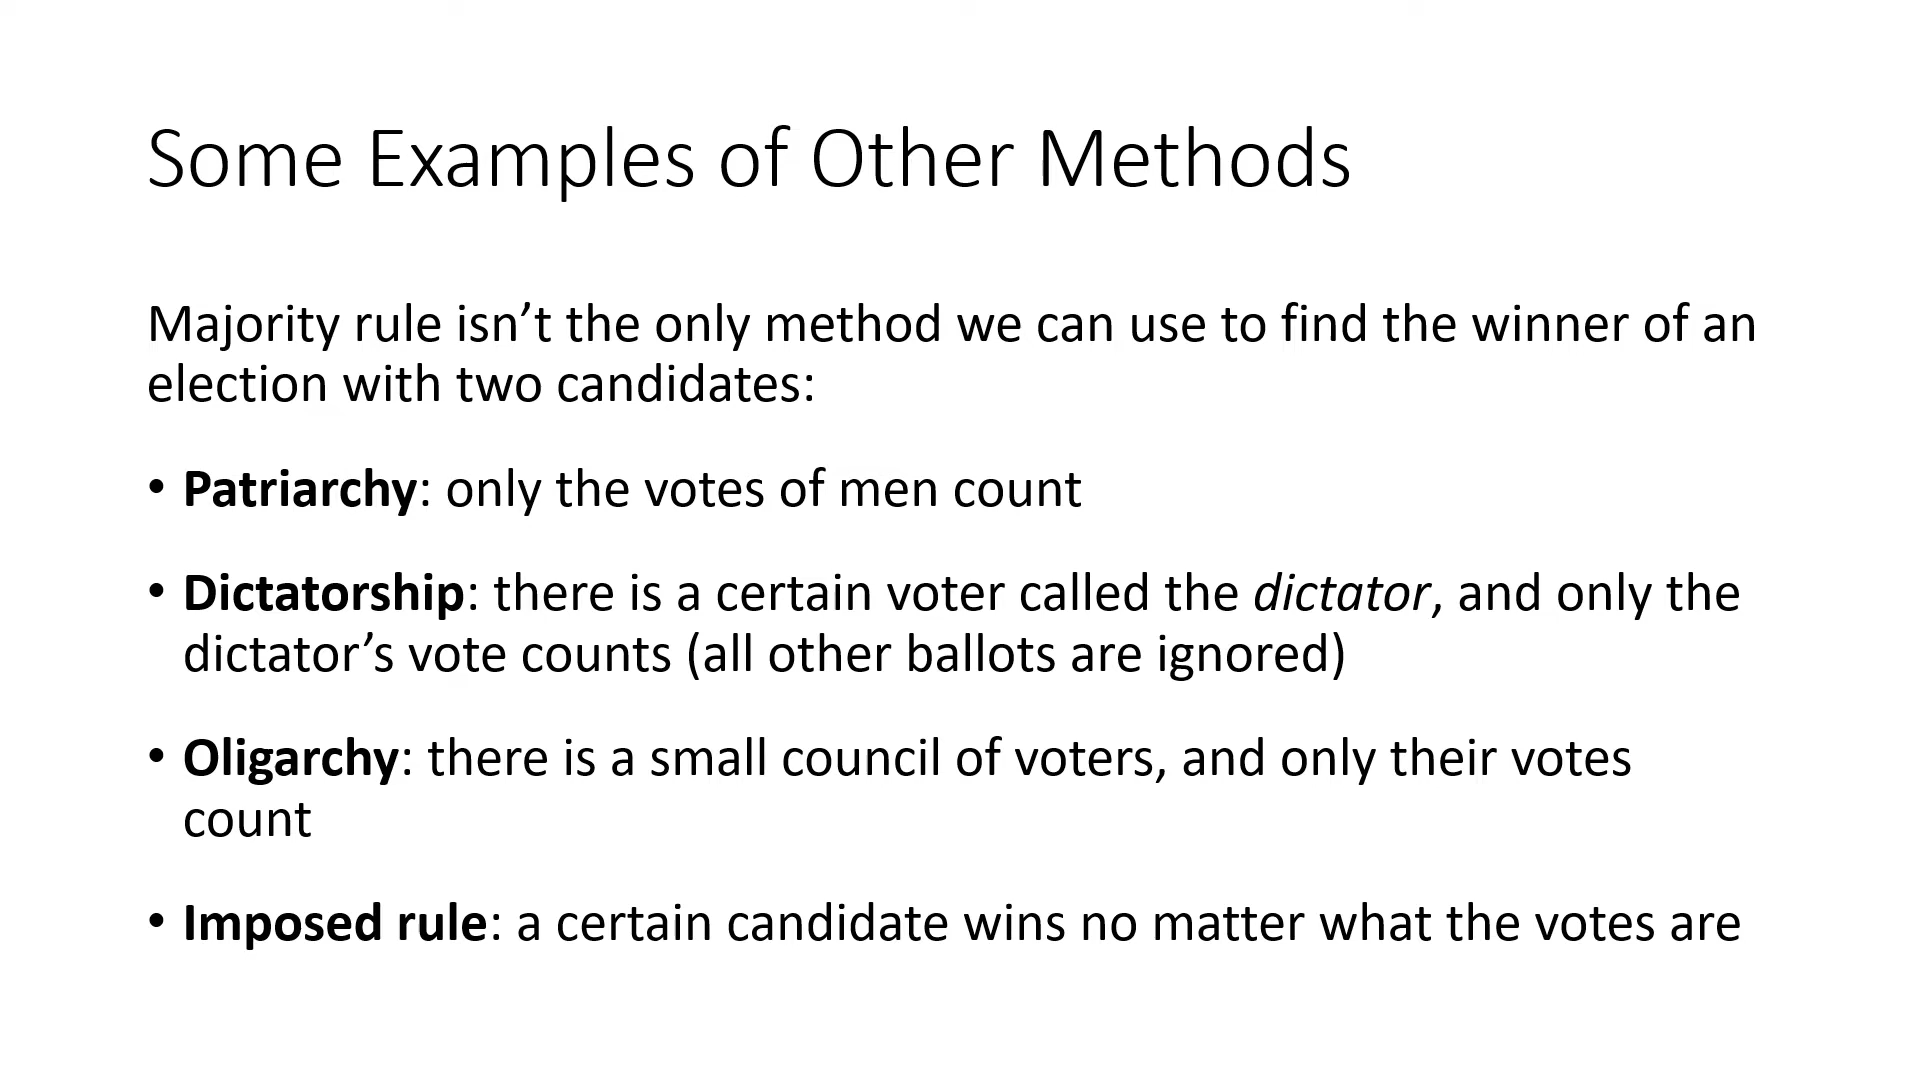 Some Examples of Other Methods
Majority rule isn’t the only method we can use to find the winner of an
election with two candidates:
• Patriarchy: only the votes of men count
• Dictatorship: there is a certain voter called the dictator, and only the
dictator’s vote counts (all other ballots are ignored)
• Oligarchy: there is a small council of voters, and only their votes
count
• Imposed rule: a certain candidate wins no matter what the votes are